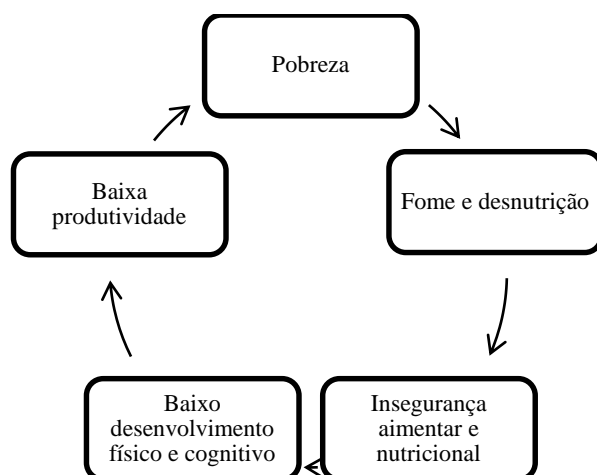 Pobreza
Fome e desnutrição
Insegurança
aimentar e
nutricional
Baixo
desenvolvimento
físico e cognitivo
Baixa
produtividade